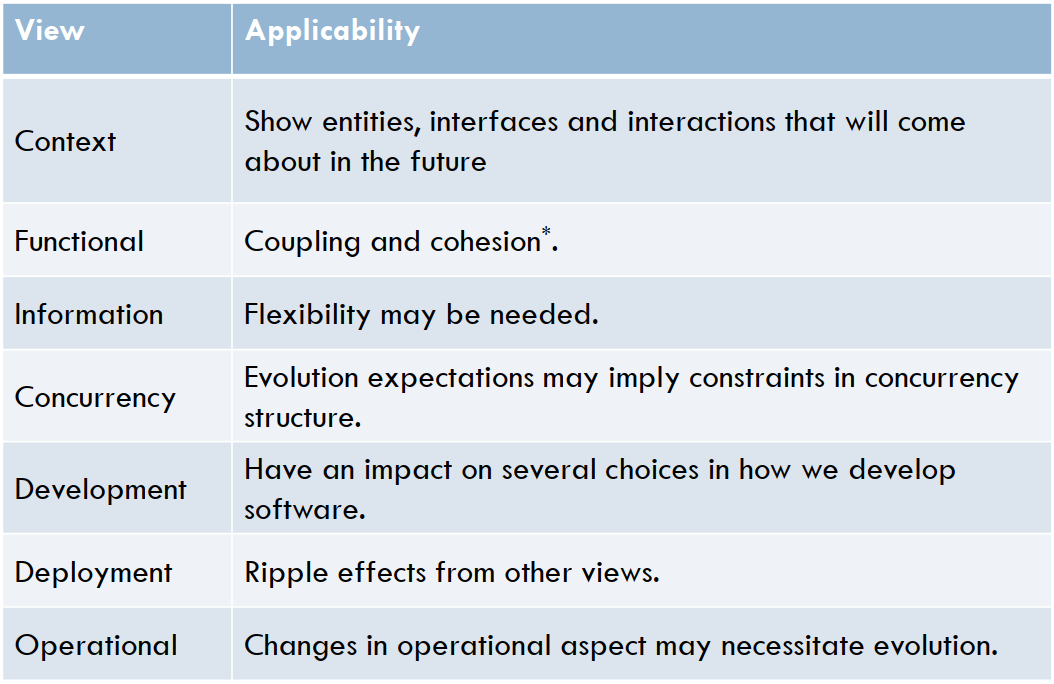 View Applicability
Context
Show entities, interfaces and interactions that will come
about in the future
Functional
Coupling and cohesion*.
Information
Flexibility may be needed.
Concurrency
Evolution expectations may imply constraints in concurrency
structure.
Development
Have an impact on several choices in how we develop
software.
Deployment
Ripple effects from other views.
Operational
Changes in operational aspect may necessitate evolution.